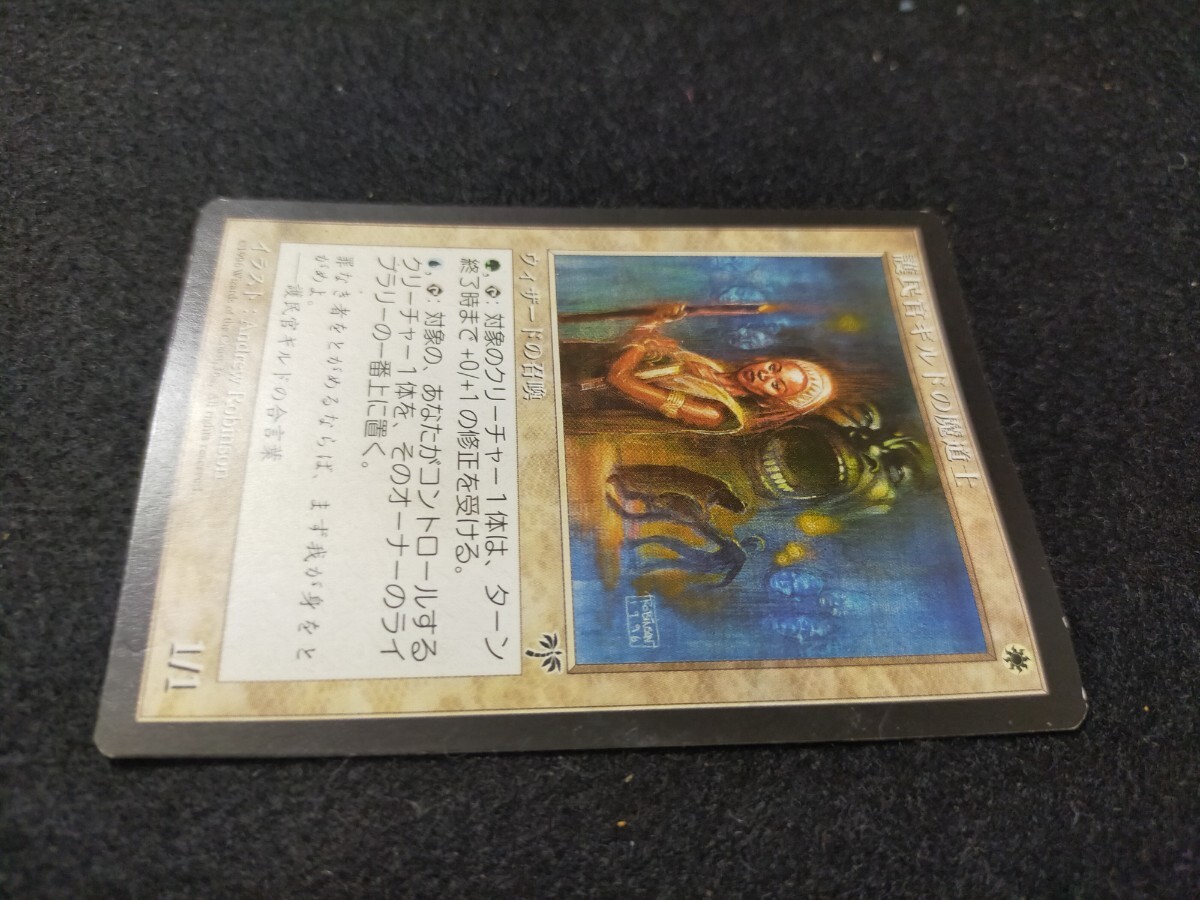 護民官ギルドの魔道士
ROBINSON
1996
ウィザードの召喚
,: 対象のクリーチャー1体は、ターン
終了時まで+0/+1の修正を受ける。
,: 対象の、あなたがコントロールする
クリーチャー1体を、そのオーナーのライ
ブラリーの一番上に置く。
罪なき者をとがめるならば、まず我が身をと
がめよ。
――護民官ギルドの合言葉
イラスト:Andrew Robinson
All rights reserved.
1/1